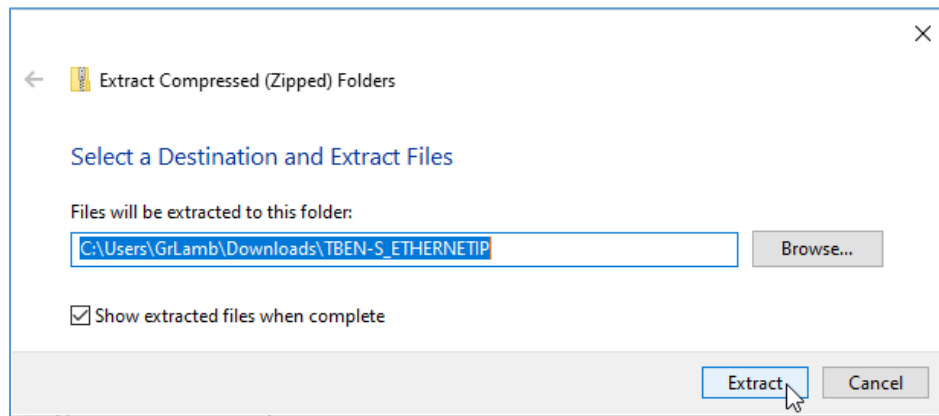 Extract Compressed (Zipped) Folders
Select a Destination and Extract Files
Files will be extracted to this folder:
C:\Users\GrLamb\Downloads\TBEN-S_ETHERNETIP
Browse...
Show extracted files when complete
Extract
Cancel